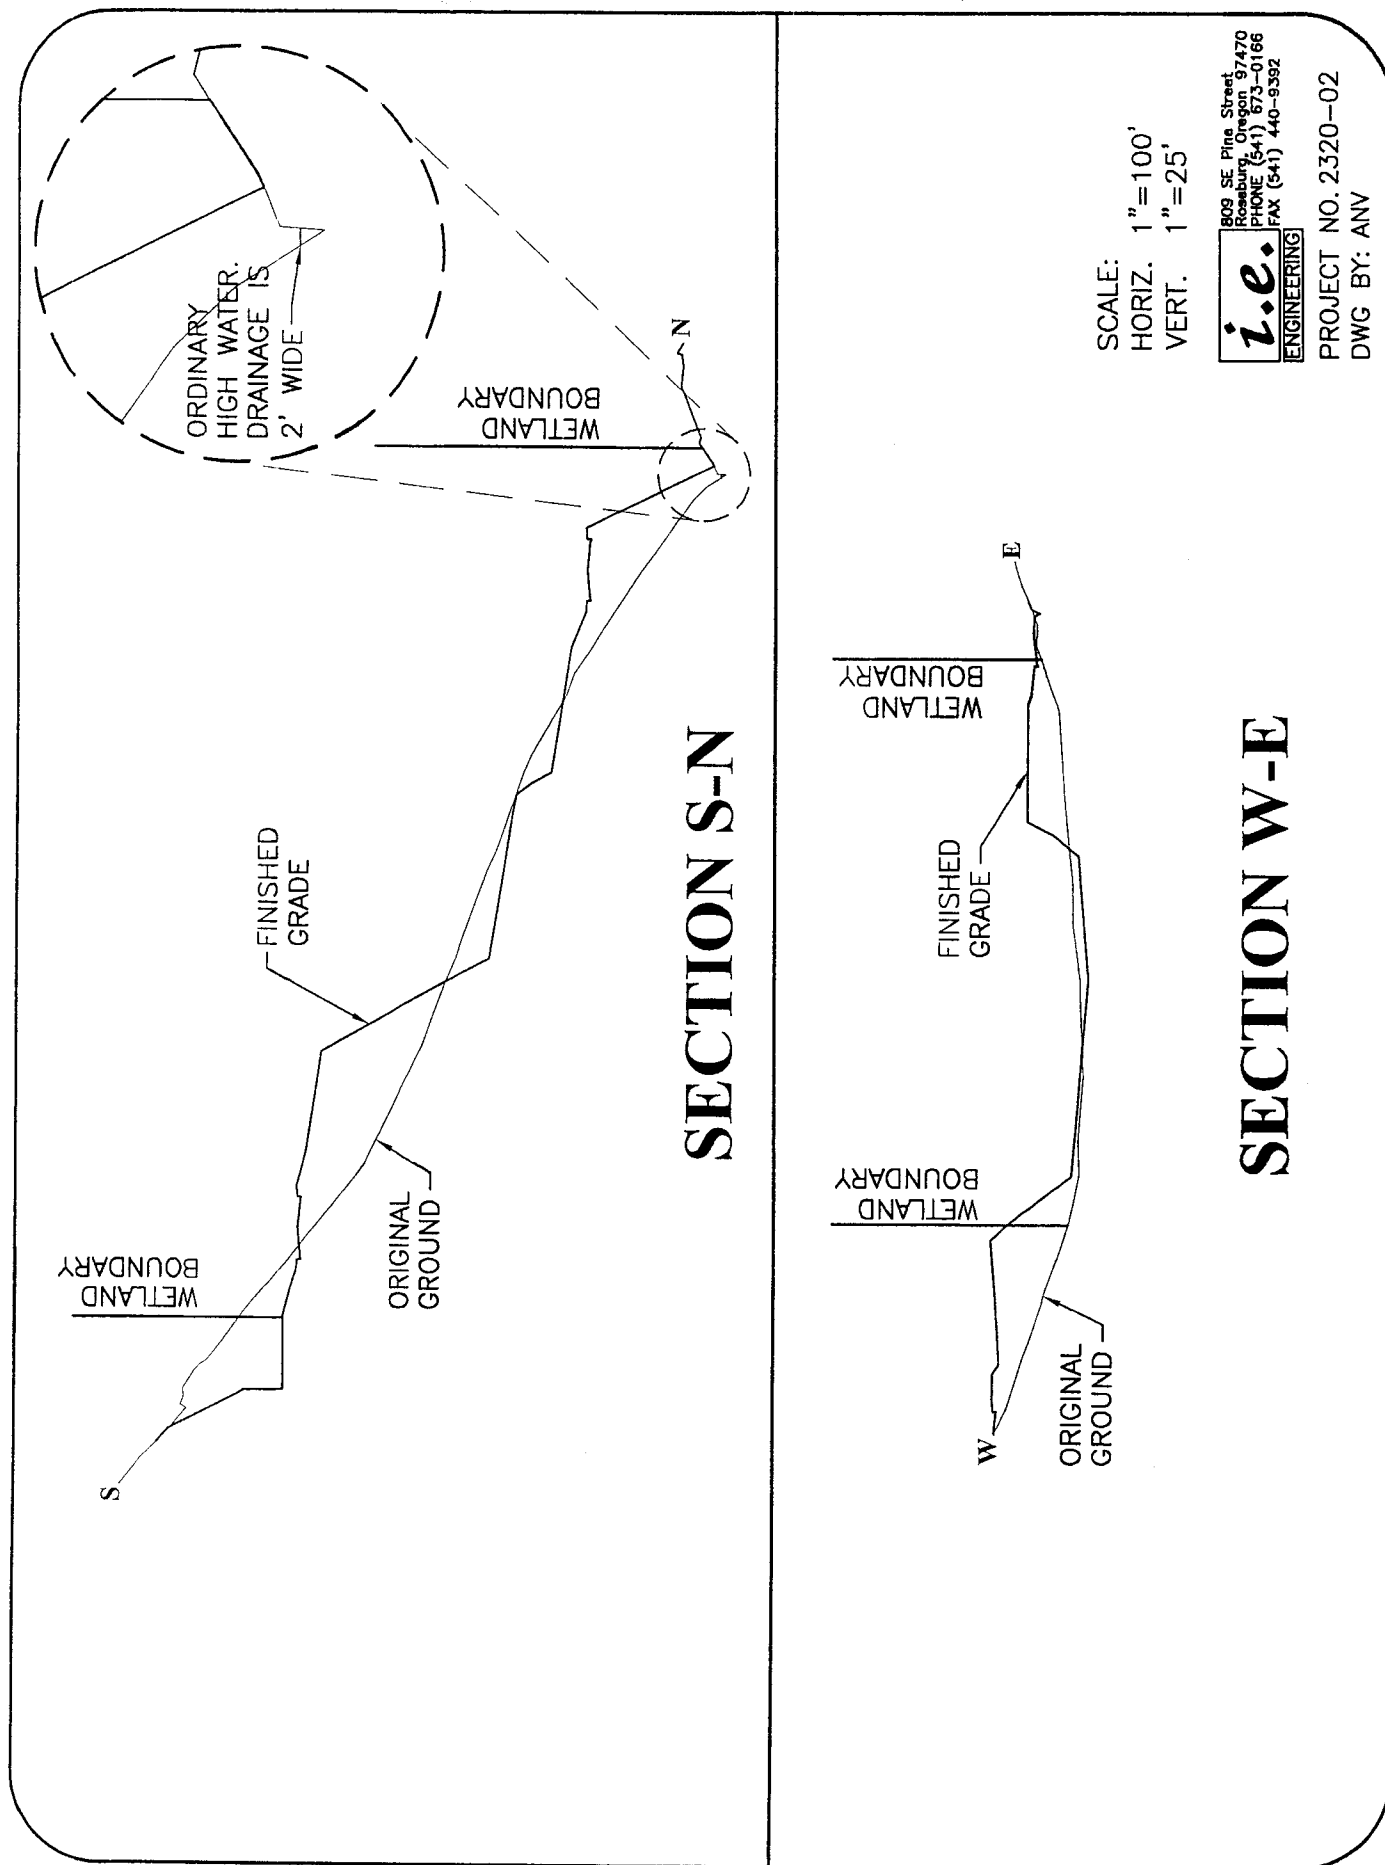 ORDINARY
HIGH WATER.
DRAINAGE IS
2' WIDE
WETLAND
BOUNDARY
N
FINISHED
GRADE
WETLAND
BOUNDARY
ORIGINAL
GROUND
S
SECTION S-N
WETLAND
BOUNDARY
E
FINISHED
GRADE
WETLAND
BOUNDARY
W
ORIGINAL
GROUND
SECTION W-E
SCALE:
HORIZ. 1"=100'
VERT. 1"=25'
i.e.
ENGINEERING
809 SE Pine Street
Roseburg, Oregon 97470
PHONE (541) 673-0166
FAX (541) 440-9392
PROJECT NO. 2320-02
DWG BY: ANV